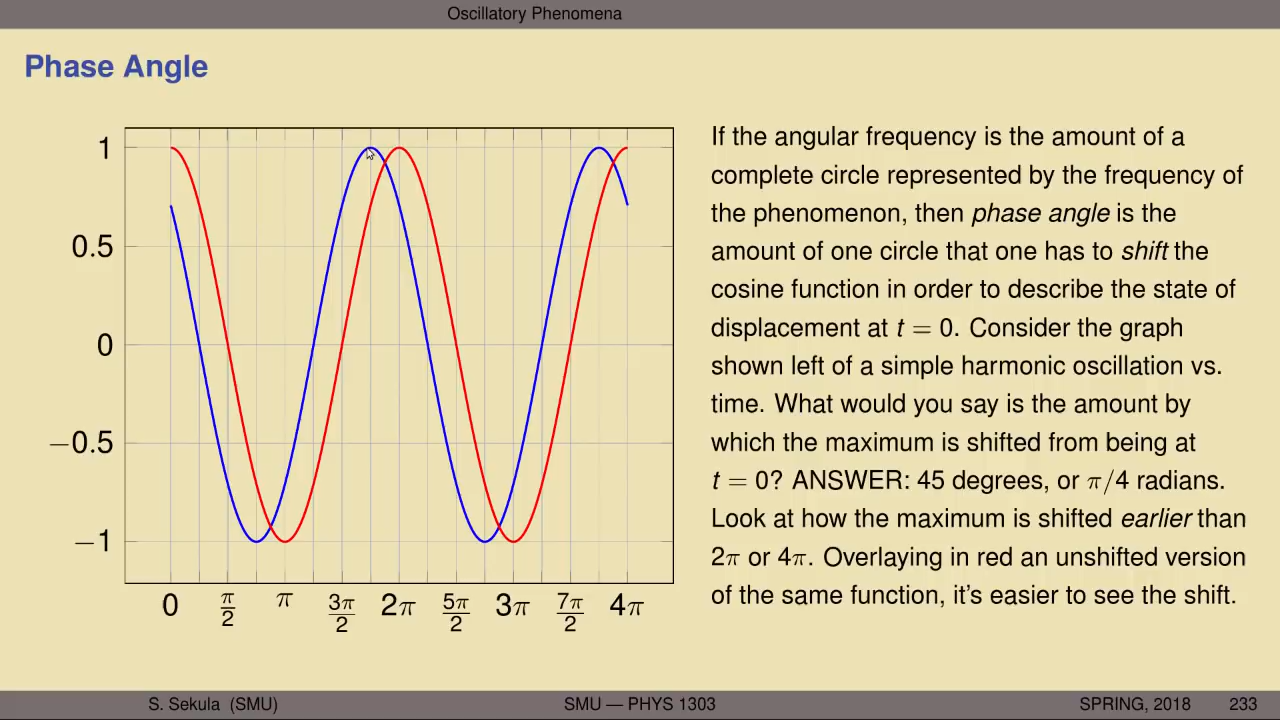 Oscillatory Phenomena
Phase Angle
1
0.5
0
−0.5
−1
0 π/2 π 3π/2 2π 5π/2 3π 7π/2 4π
If the angular frequency is the amount of a
complete circle represented by the frequency of
the phenomenon, then phase angle is the
amount of one circle that one has to shift the
cosine function in order to describe the state of
displacement at t = 0. Consider the graph
shown left of a simple harmonic oscillation vs.
time. What would you say is the amount by
which the maximum is shifted from being at
t = 0? ANSWER: 45 degrees, or π/4 radians.
Look at how the maximum is shifted earlier than
2π or 4π. Overlaying in red an unshifted version
of the same function, it's easier to see the shift.
S. Sekula (SMU) SMU — PHYS 1303 SPRING, 2018 233